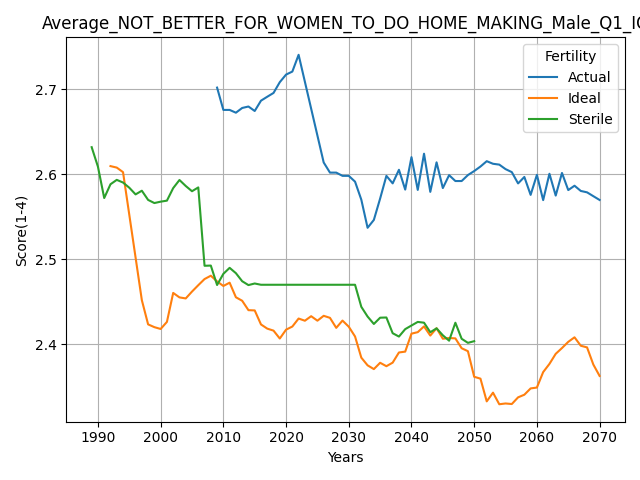 Average_NOT_BETTER_FOR_WOMEN_TO_DO_HOME_MAKING_Male_Q1_IC
Fertility
Actual
Ideal
Sterile
Score(1-4)
2.7
2.6
2.5
2.4
1990 2000 2010 2020 2030 2040 2050 2060 2070
Years